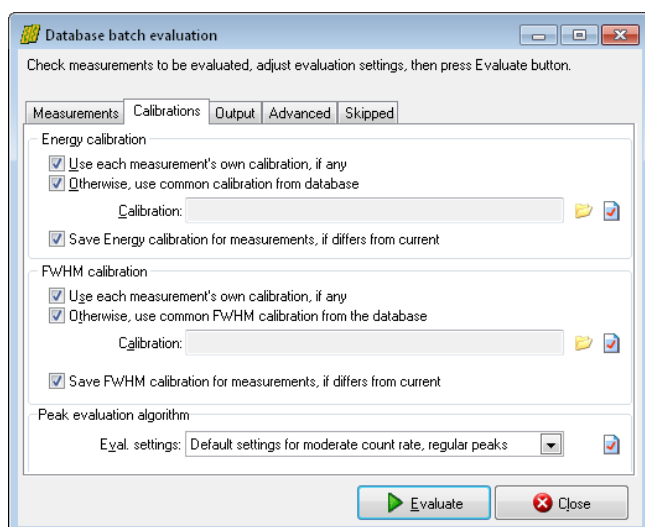 Database batch evaluation
Check measurements to be evaluated, adjust evaluation settings, then press Evaluate button.
Measurements Calibrations Output Advanced Skipped
Energy calibration
Use each measurement's own calibration, if any
Otherwise, use common calibration from database
Calibration:
Save Energy calibration for measurements, if differs from current
FWHM calibration
Use each measurement's own calibration, if any
Otherwise, use common FWHM calibration from the database
Calibration:
Save FWHM calibration for measurements, if differs from current
Peak evaluation algorithm
Eval. settings: Default settings for moderate count rate, regular peaks
Evaluate Close